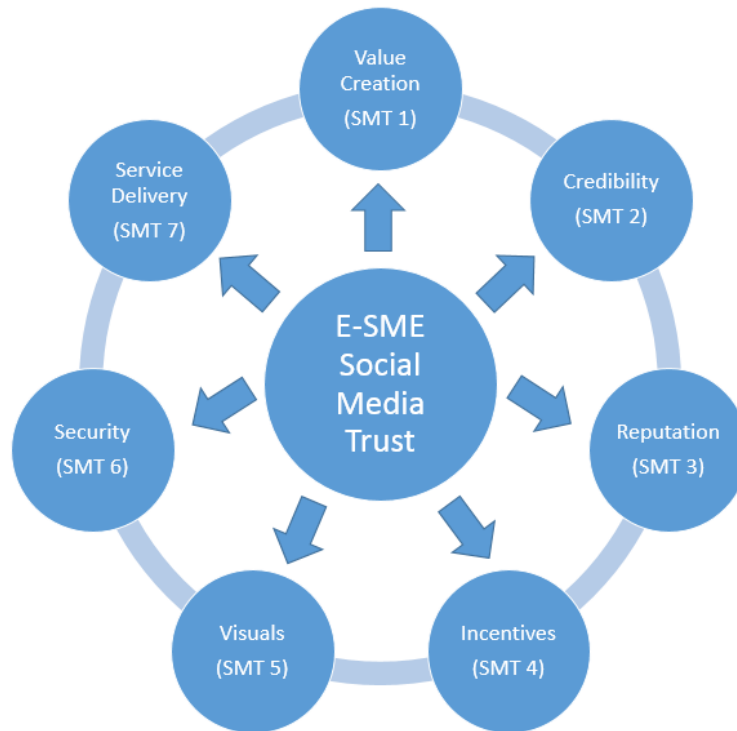 Value
Creation
(SMT 1)
Credibility
(SMT 2)
Reputation
(SMT 3)
Incentives
(SMT 4)
Visuals
(SMT 5)
Security
(SMT 6)
Service
Delivery
(SMT 7)
E-SME
Social
Media
Trust